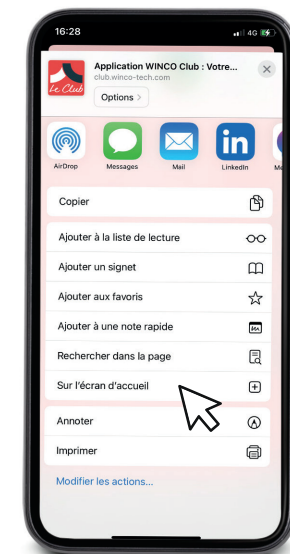 16:28
4G
Application WINCO Club : Votre...
club.winco-tech.com
Le Club
Options >
AirDrop
Messages
Mail
LinkedIn
Copier
Ajouter à la liste de lecture
Ajouter un signet
Ajouter aux favoris
Ajouter à une note rapide
Rechercher dans la page
Sur l'écran d'accueil
Annoter
Imprimer
Modifier les actions...